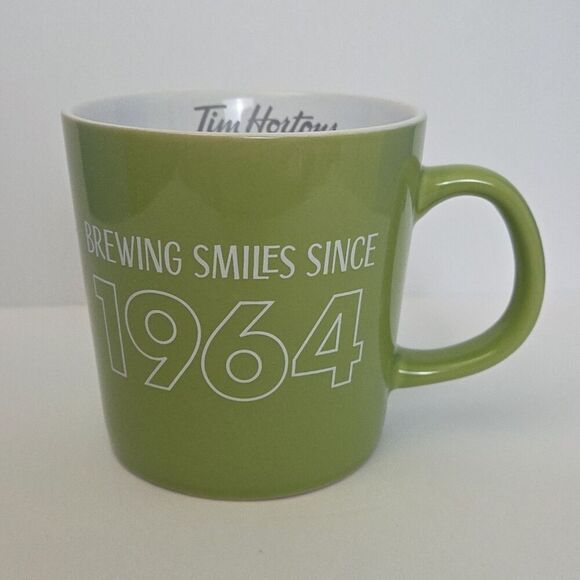 Tim Hortons
BREWING SMILES SINCE
1964